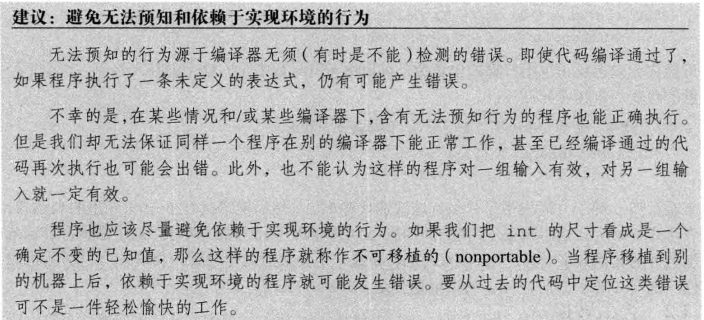 建议：避免无法预知和依赖于实现环境的行为
无法预知的行为源于编译器无须（有时是不能）检测的错误。即使代码编译通过了，
如果程序执行了一条未定义的表达式，仍有可能产生错误。
不幸的是，在某些情况和/或某些编译器下，含有无法预知行为的程序也能正确执行。
但是我们却无法保证同样一个程序在别的编译器下能正常工作，甚至已经编译通过的代
码再次执行也可能会出错。此外，也不能认为这样的程序对一组输入有效，对另一组输
入就一定有效。
程序也应该尽量避免依赖于实现环境的行为。如果我们把 int 的尺寸看成是一个
确定不变的已知值，那么这样的程序就称作不可移植的（nonportable）。当程序移植到别
的机器上后，依赖于实现环境的程序就可能发生错误。要从过去的代码中定位这类错误
可不是一件轻松愉快的工作。